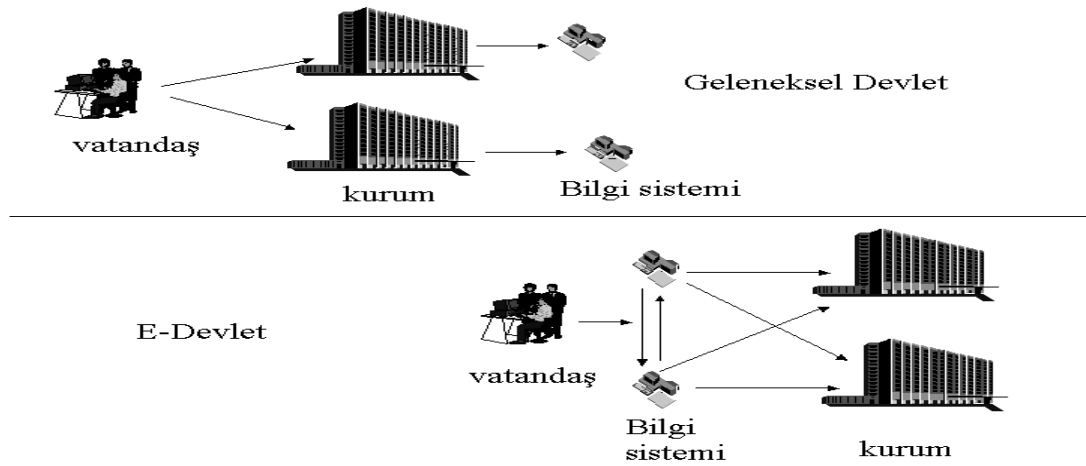 Geleneksel Devlet
vatandaş
kurum
Bilgi sistemi
E-Devlet
vatandaş
Bilgi
sistemi
kurum